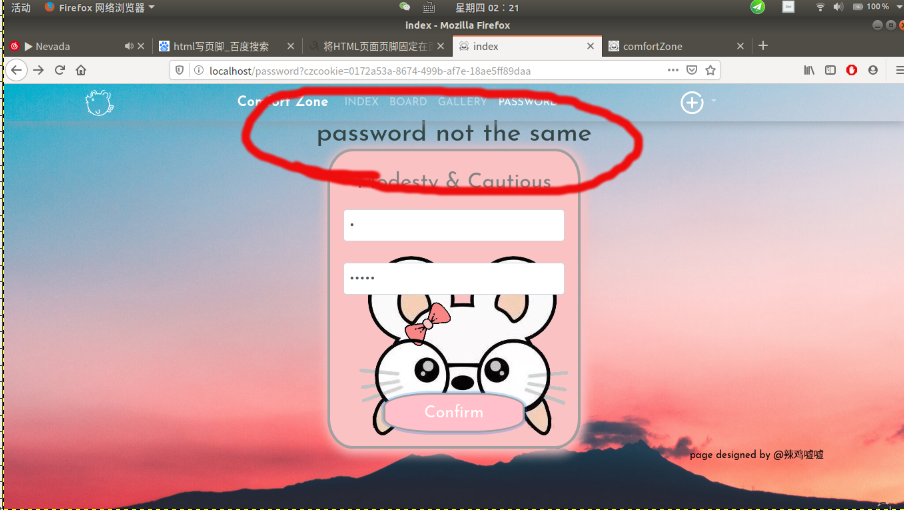 活动 Firefox 网络浏览器 星期四 02：21 100%
index - Mozilla Firefox
Nevada html写页脚_百度搜索 将HTML页面页脚固定在 index comfortZone
localhost/password?czcookie=0172a53a-8674-499b-af7e-18ae5ff89daa
Comfort Zone INDEX BOARD GALLERY PASSWORD
password not the same
Modesty & Cautious
Confirm
page designed by @辣鸡嘘嘘